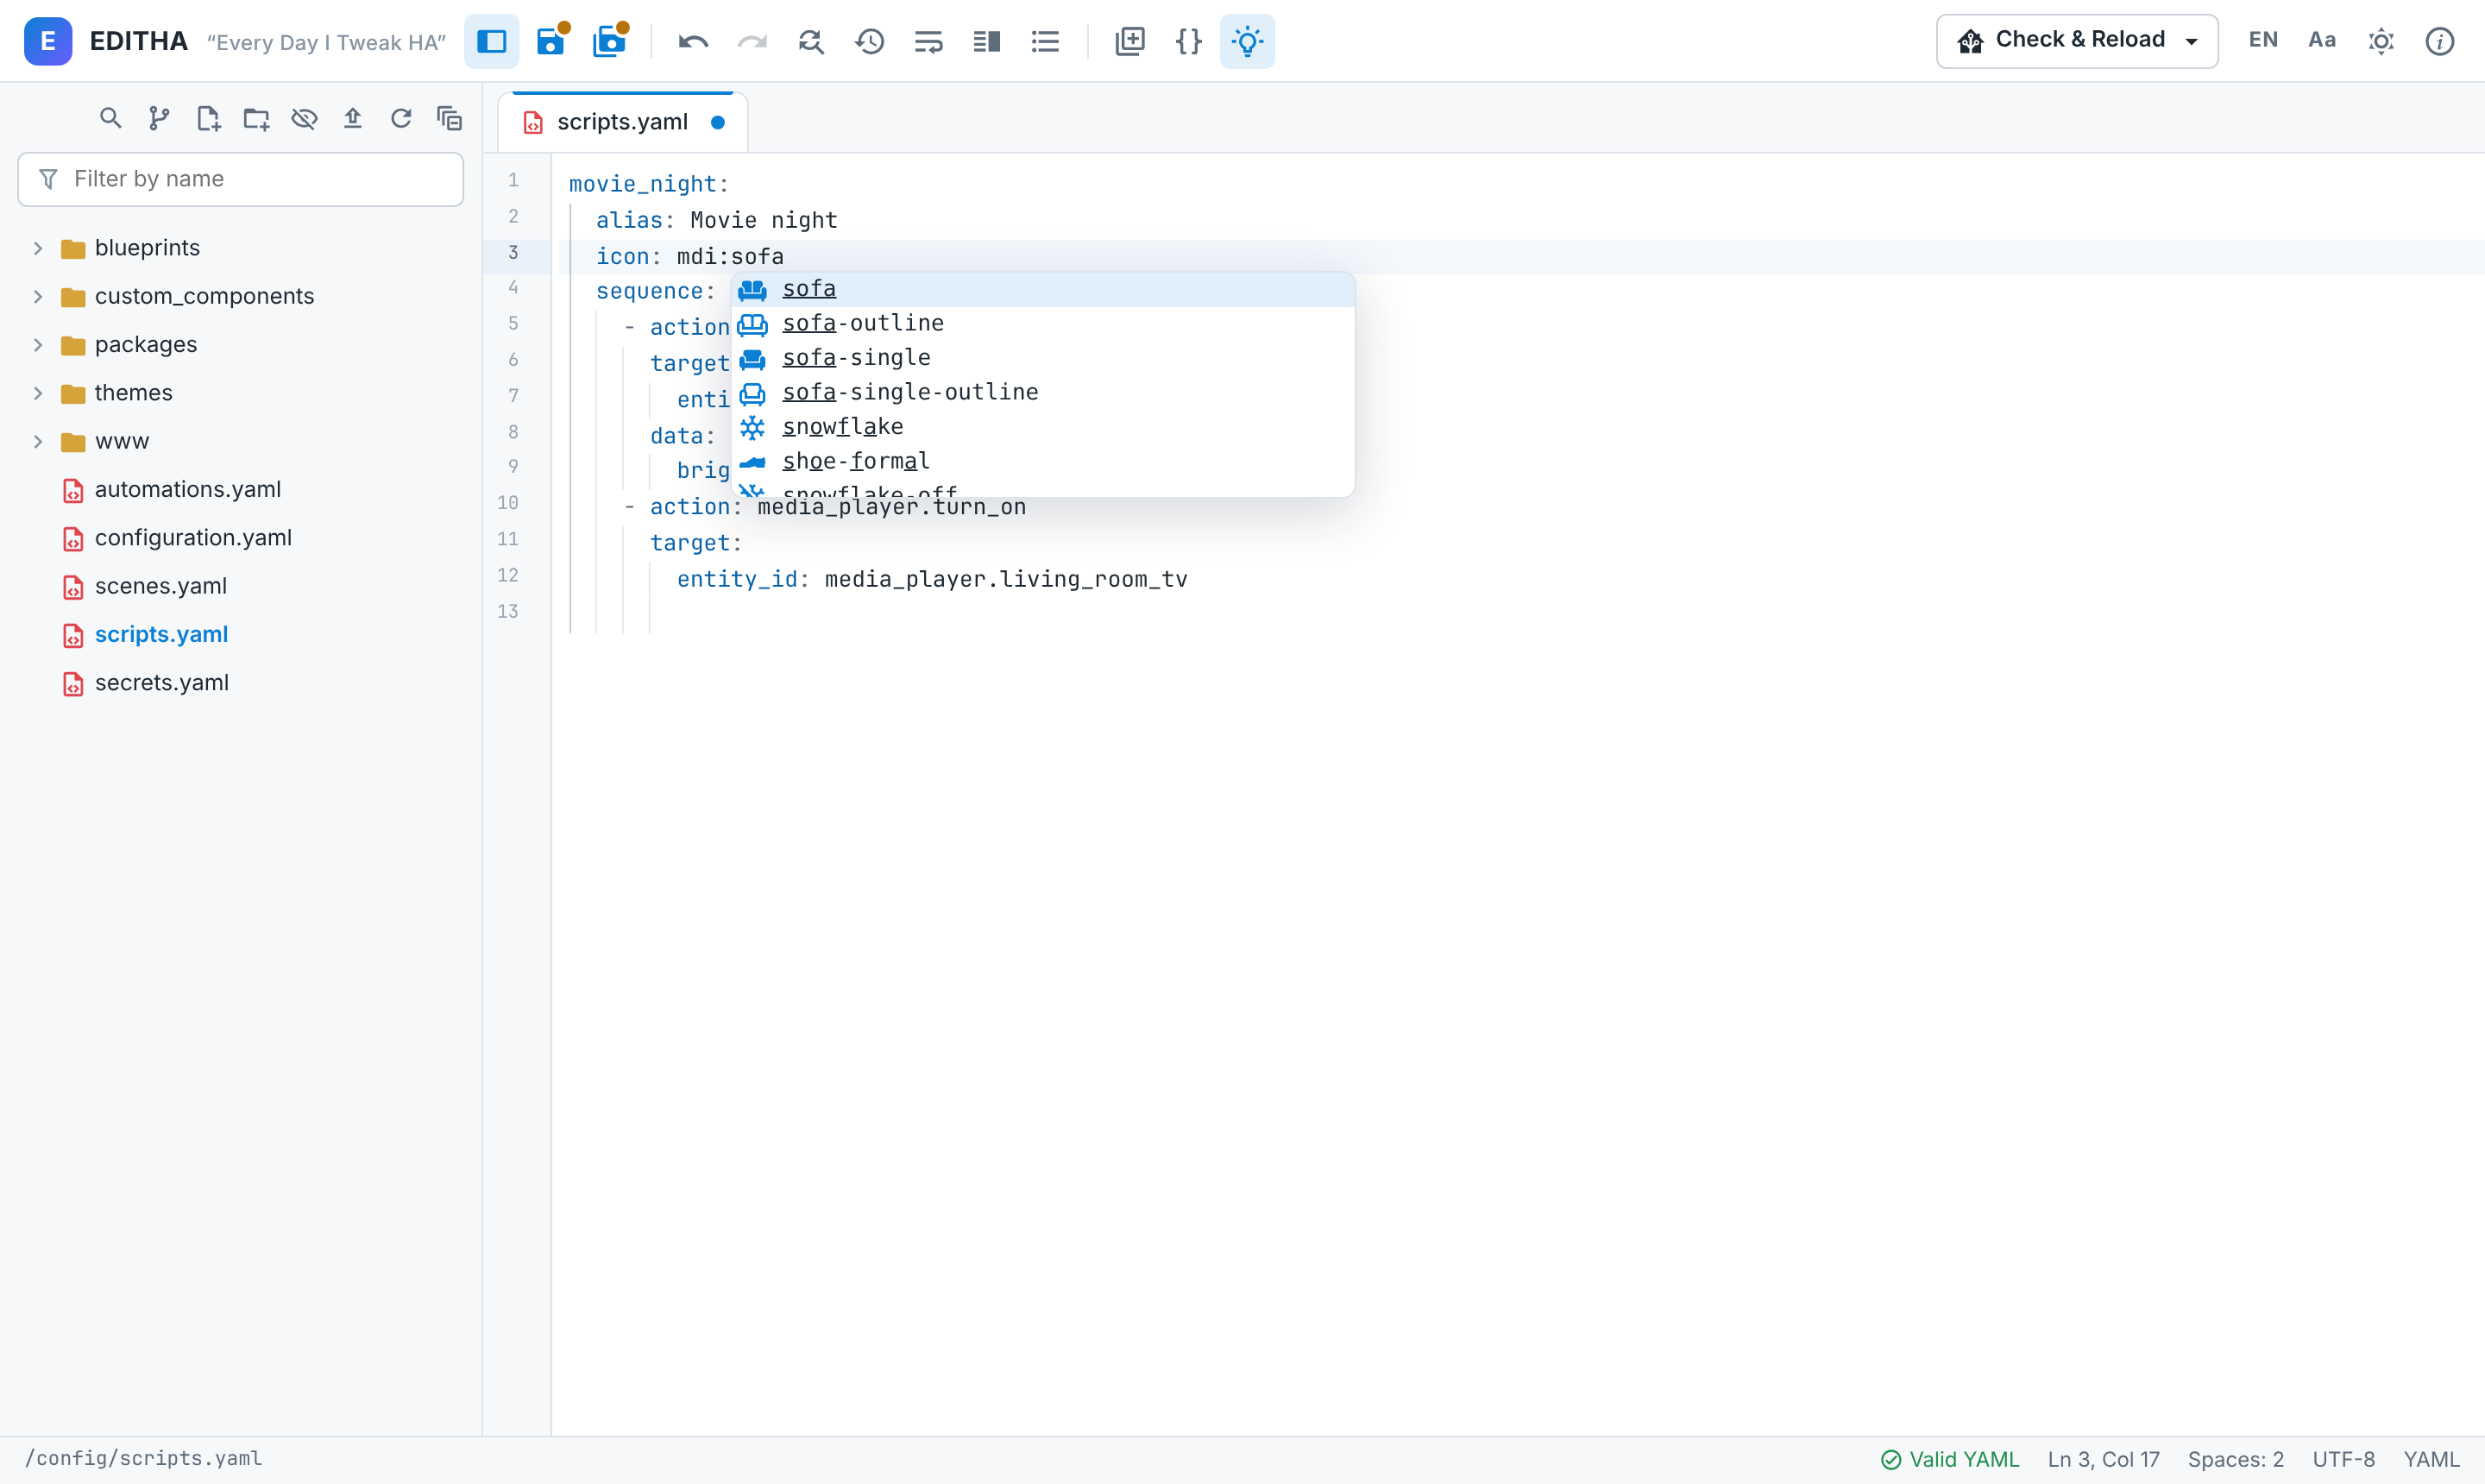 E EDITHA “Every Day I Tweak HA”
Check & Reload EN Aa
Filter by name
blueprints
custom_components
packages
themes
www
automations.yaml
configuration.yaml
scenes.yaml
scripts.yaml
secrets.yaml
scripts.yaml
1 movie_night:
2 alias: Movie night
3 icon: mdi:sofa
4 sequence:
5 - action
6 target
7 enti
8 data:
9 brig
10 - action: media_player.turn_on
11 target:
12 entity_id: media_player.living_room_tv
13
sofa
sofa-outline
sofa-single
sofa-single-outline
snowflake
shoe-formal
snowflake-off
/config/scripts.yaml
Valid YAML Ln 3, Col 17 Spaces: 2 UTF-8 YAML